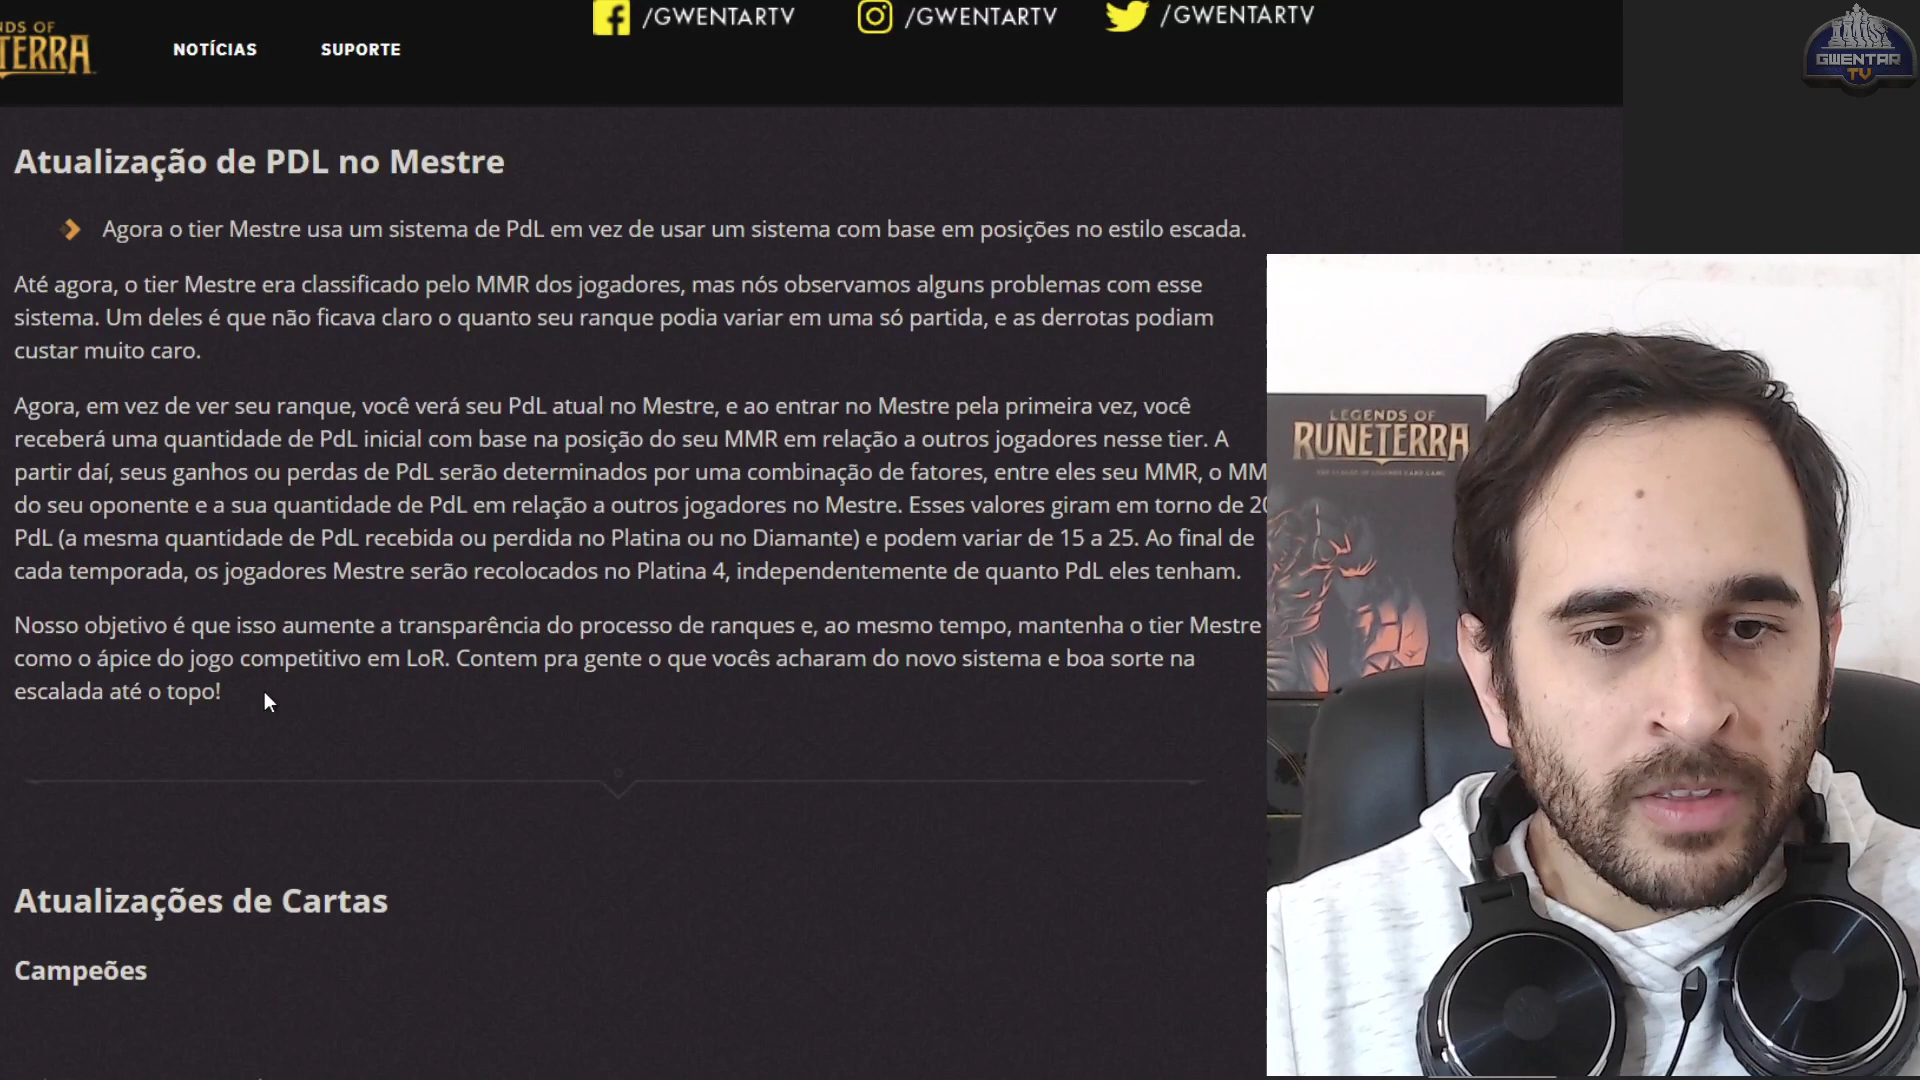 /GWENTARTV /GWENTARTV /GWENTARTV
NDS OF
TERRA
NOTÍCIAS SUPORTE
GWENTAR
TV
Atualização de PDL no Mestre
Agora o tier Mestre usa um sistema de PdL em vez de usar um sistema com base em posições no estilo escada.
Até agora, o tier Mestre era classificado pelo MMR dos jogadores, mas nós observamos alguns problemas com esse
sistema. Um deles é que não ficava claro o quanto seu ranque podia variar em uma só partida, e as derrotas podiam
custar muito caro.
Agora, em vez de ver seu ranque, você verá seu PdL atual no Mestre, e ao entrar no Mestre pela primeira vez, você
receberá uma quantidade de PdL inicial com base na posição do seu MMR em relação a outros jogadores nesse tier. A
partir daí, seus ganhos ou perdas de PdL serão determinados por uma combinação de fatores, entre eles seu MMR, o MM
do seu oponente e a sua quantidade de PdL em relação a outros jogadores no Mestre. Esses valores giram em torno de 20
PdL (a mesma quantidade de PdL recebida ou perdida no Platina ou no Diamante) e podem variar de 15 a 25. Ao final de
cada temporada, os jogadores Mestre serão recolocados no Platina 4, independentemente de quanto PdL eles tenham.
Nosso objetivo é que isso aumente a transparência do processo de ranques e, ao mesmo tempo, mantenha o tier Mestre
como o ápice do jogo competitivo em LoR. Contem pra gente o que vocês acharam do novo sistema e boa sorte na
escalada até o topo!
Atualizações de Cartas
Campeões
LEGENDS OF
RUNETERRA